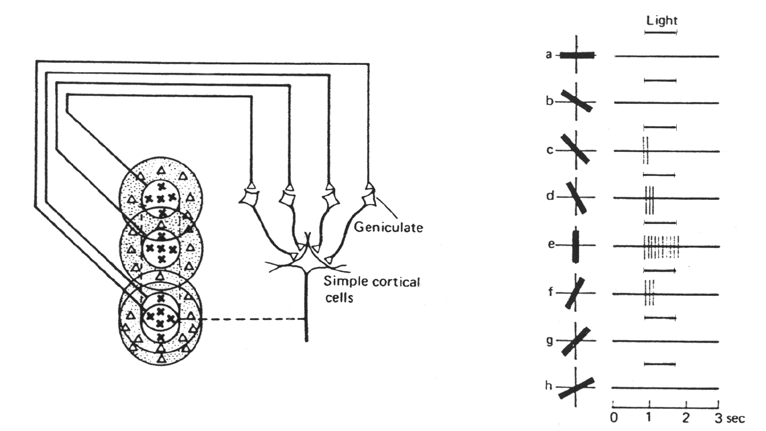 Light
a
b
c
d
e
f
g
h
0 1 2 3 sec
Geniculate
Simple cortical
cells